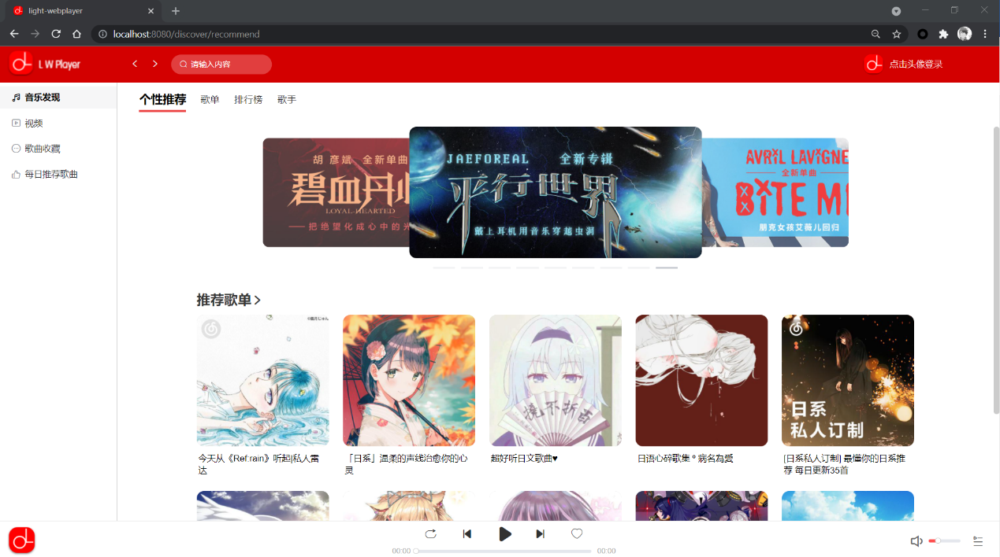 light-webplayer
localhost:8080/discover/recommend
L W Player
请输入内容
点击头像登录
音乐发现
视频
歌曲收藏
每日推荐歌曲
个性推荐 歌单 排行榜 歌手
胡彦斌 全新单曲
碧血丹心
LOYAL-HEARTED
把绝望化成心中的光
JAEFOREAL 全新专辑
平行世界
戴上耳机用音乐穿越虫洞
AVRIL LAVIGNE
全新单曲
BITE M
朋克女孩艾薇儿回归
推荐歌单
撓不折百
日系
私人订制
今天从《Ref:rain》听起|私人雷
达
「日系」温柔的声线治愈你的心
灵
超好听日文歌曲♥
日语心碎歌集 º 病名為愛
[日系私人订制] 最懂你的日系推
荐 每日更新35首
00:00
00:00